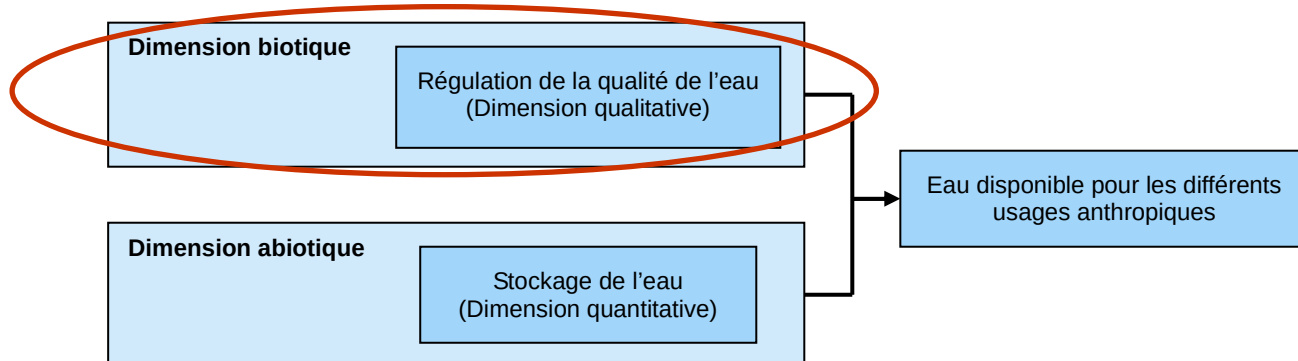 Dimension biotique
Régulation de la qualité de l’eau
(Dimension qualitative)
Eau disponible pour les différents
usages anthropiques
Dimension abiotique
Stockage de l’eau
(Dimension quantitative)